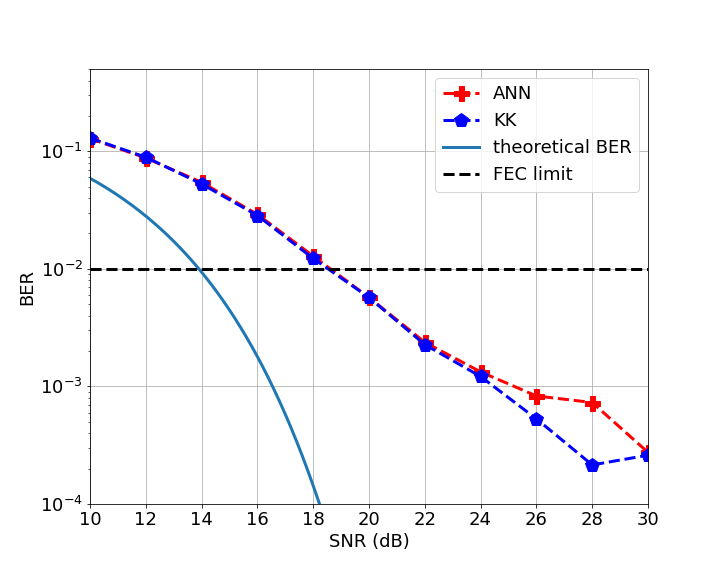 ANN
KK
theoretical BER
FEC limit
10⁻¹
10⁻²
10⁻³
10⁻⁴
BER
10 12 14 16 18 20 22 24 26 28 30
SNR (dB)